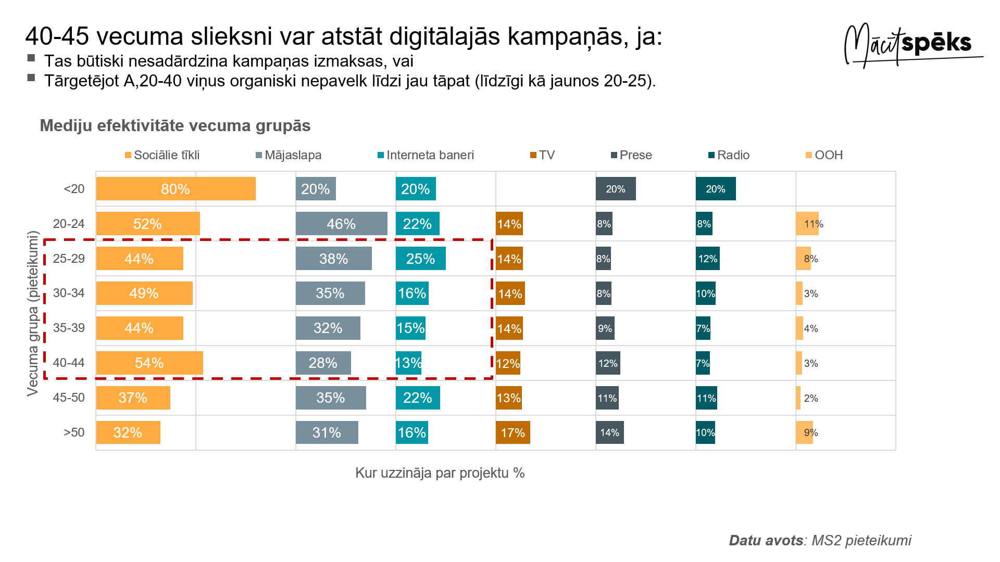 40-45 vecuma slieksni var atstāt digitālajās kampaņās, ja:
Tas būtiski nesadārdzina kampaņas izmaksas, vai
Tārgetējot A,20-40 viņus organiski nepavelk līdzi jau tāpat (līdzīgi kā jaunos 20-25).
Mācītspēks
Mediju efektivitāte vecuma grupās
Sociālie tīkli Mājaslapa Interneta baneri TV Prese Radio OOH
Vecuma grupa (pieteikumi)
<20 80% 20% 20% 20% 20%
20-24 52% 46% 22% 14% 8% 8% 11%
25-29 44% 38% 25% 14% 8% 12% 8%
30-34 49% 35% 16% 14% 8% 10% 3%
35-39 44% 32% 15% 14% 9% 7% 4%
40-44 54% 28% 13% 12% 12% 7% 3%
45-50 37% 35% 22% 13% 11% 11% 2%
>50 32% 31% 16% 17% 14% 10% 9%
Kur uzzināja par projektu %
Datu avots: MS2 pieteikumi